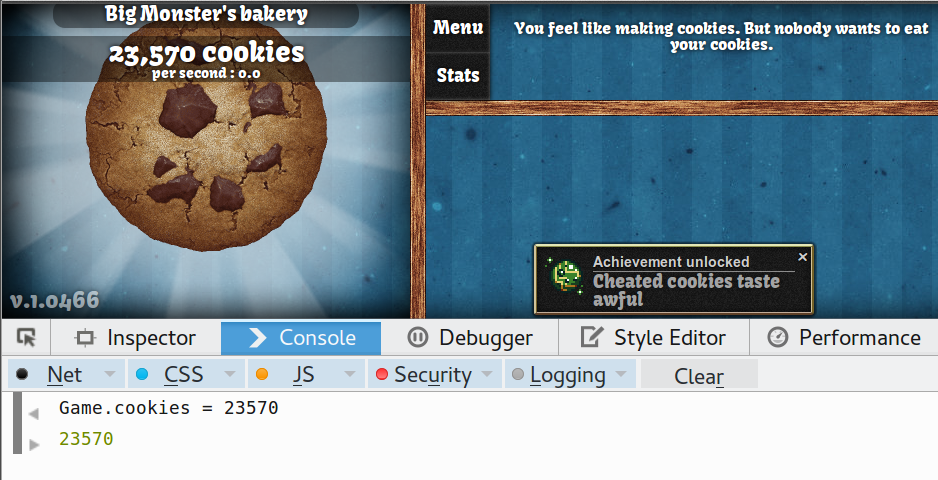 Big Monster's bakery
23,570 cookies
per second : 0.0
v.1.0466
Menu
Stats
You feel like making cookies. But nobody wants to eat
your cookies.
Achievement unlocked
×
Cheated cookies taste
awful
Inspector
Console
Debugger
Style Editor
Performance
Net
CSS
JS
Security
Logging
Clear
Game.cookies = 23570
23570